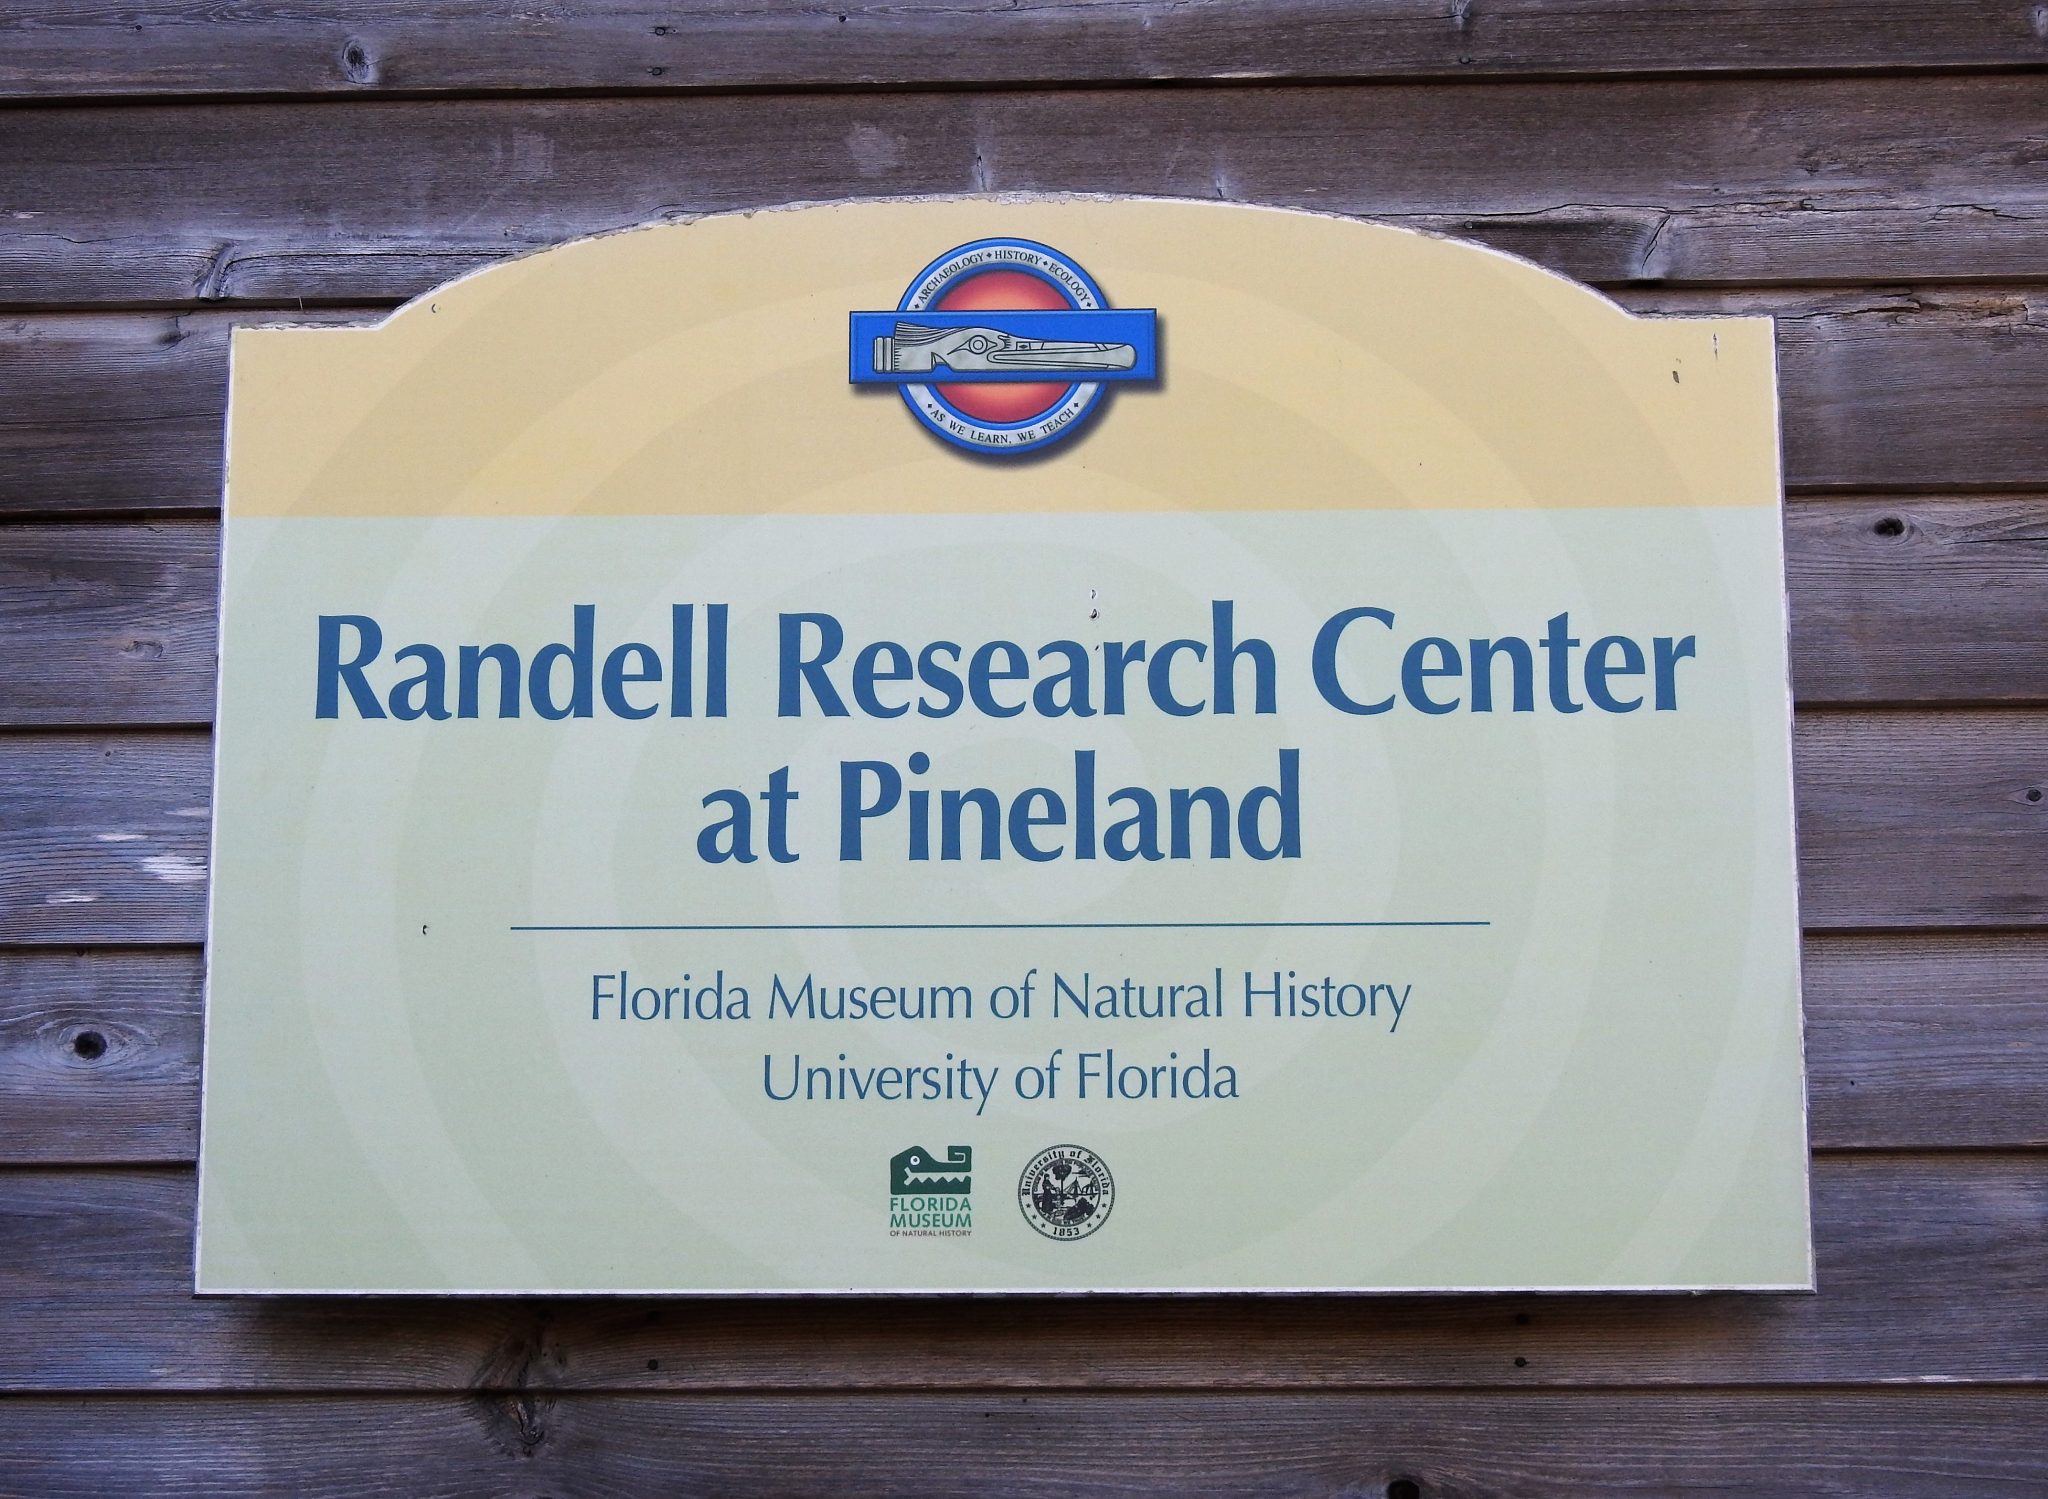 ARCHAEOLOGY • HISTORY • ECOLOGY
AS WE LEARN, WE TEACH
Randell Research Center
at Pineland
Florida Museum of Natural History
University of Florida
FLORIDA
MUSEUM
OF NATURAL HISTORY
University of Florida
1853